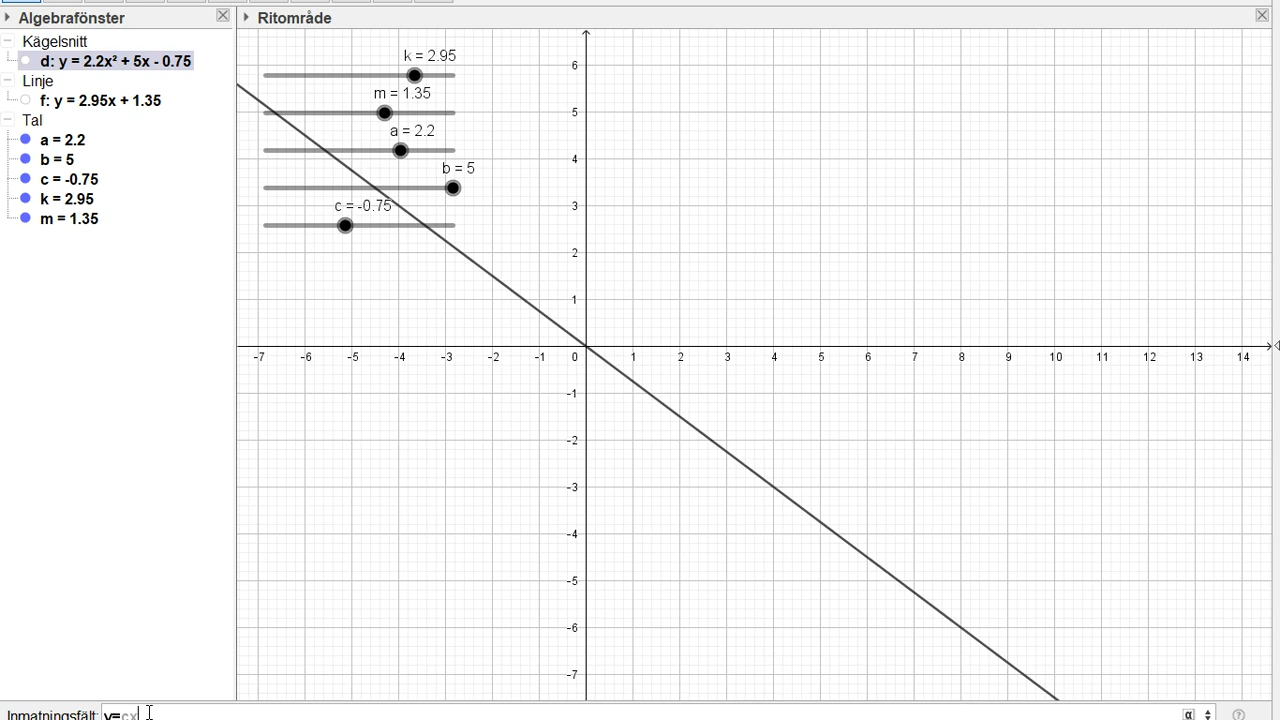 Algebrafönster
Kägelsnitt
d: y = 2.2x² + 5x - 0.75
Linje
f: y = 2.95x + 1.35
Tal
a = 2.2
b = 5
c = -0.75
k = 2.95
m = 1.35
Ritområde
k = 2.95
m = 1.35
a = 2.2
b = 5
c = -0.75
6
5
4
3
2
1
-7 -6 -5 -4 -3 -2 -1 0 1 2 3 4 5 6 7 8 9 10 11 12 13 14
-1
-2
-3
-4
-5
-6
-7
Inmatningsfält: y=cx
α